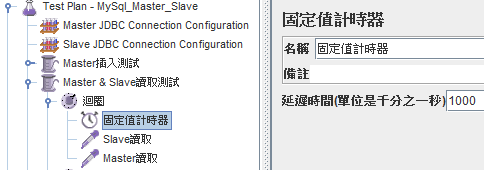 Test Plan - MySql_Master_Slave
Master JDBC Connection Configuration
Slave JDBC Connection Configuration
Master插入測試
Master & Slave讀取測試
迴圈
固定值計時器
Slave讀取
Master讀取
固定值計時器
名稱 固定值計時器
備註
延遲時間(單位是千分之一秒) 1000